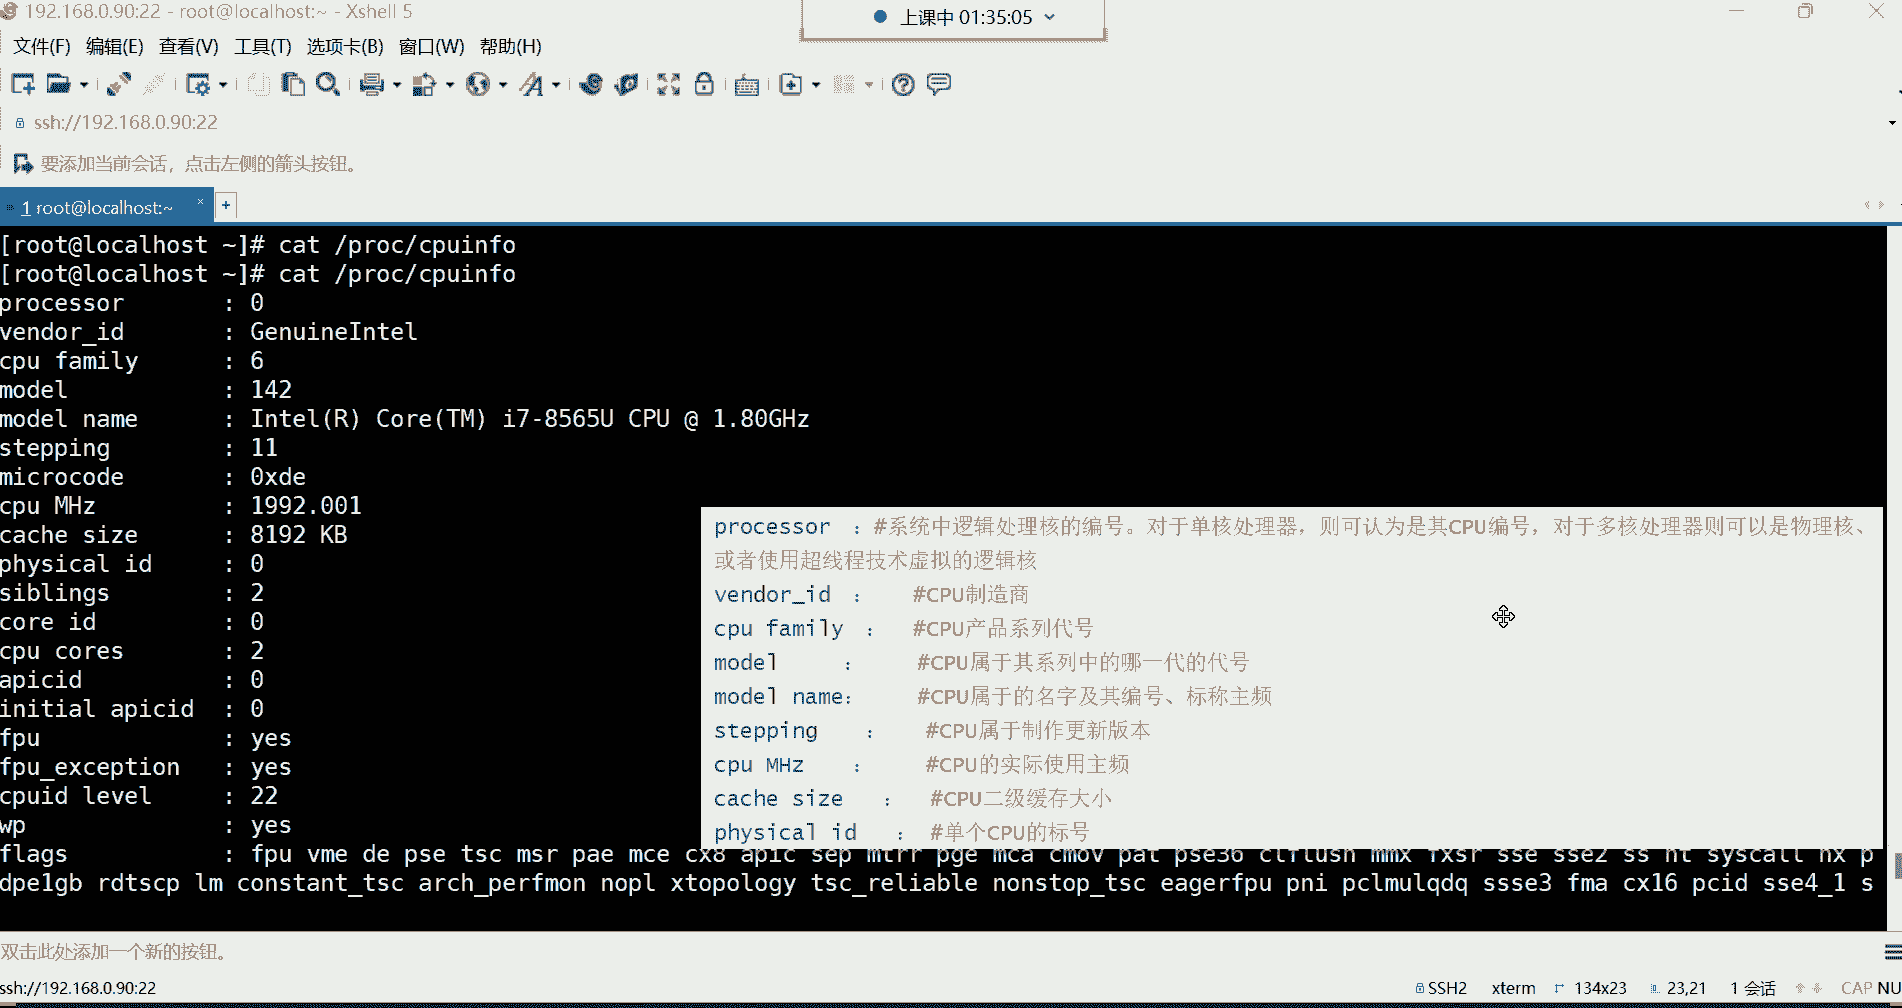 192.168.0.90:22 - root@localhost:~ - Xshell 5
上课中 01:35:05
文件(F) 编辑(E) 查看(V) 工具(T) 选项卡(B) 窗口(W) 帮助(H)
ssh://192.168.0.90:22
要添加当前会话，点击左侧的箭头按钮。
1 root@localhost:~ × +
[root@localhost ~]# cat /proc/cpuinfo
[root@localhost ~]# cat /proc/cpuinfo
processor : 0
vendor_id : GenuineIntel
cpu family : 6
model : 142
model name : Intel(R) Core(TM) i7-8565U CPU @ 1.80GHz
stepping : 11
microcode : 0xde
cpu MHz : 1992.001
cache size : 8192 KB
physical id : 0
siblings : 2
core id : 0
cpu cores : 2
apicid : 0
initial apicid : 0
fpu : yes
fpu_exception : yes
cpuid level : 22
wp : yes
flags : fpu vme de pse tsc msr pae mce cx8 apic sep mtrr pge mca cmov pat pse36 clflush mmx fxsr sse sse2 ss ht syscall nx p
dpe1gb rdtscp lm constant_tsc arch_perfmon nopl xtopology tsc_reliable nonstop_tsc eagerfpu pni pclmulqdq ssse3 fma cx16 pcid sse4_1 s
processor ：#系统中逻辑处理核的编号。对于单核处理器，则可认为是其CPU编号，对于多核处理器则可以是物理核、
或者使用超线程技术虚拟的逻辑核
vendor_id ： #CPU制造商
cpu family ： #CPU产品系列代号
model ： #CPU属于其系列中的哪一代的代号
model name： #CPU属于的名字及其编号、标称主频
stepping ： #CPU属于制作更新版本
cpu MHz ： #CPU的实际使用主频
cache size ： #CPU二级缓存大小
physical id ： #单个CPU的标号
双击此处添加一个新的按钮。
ssh://192.168.0.90:22 SSH2 xterm 134x23 23,21 1 会话 CAP NU